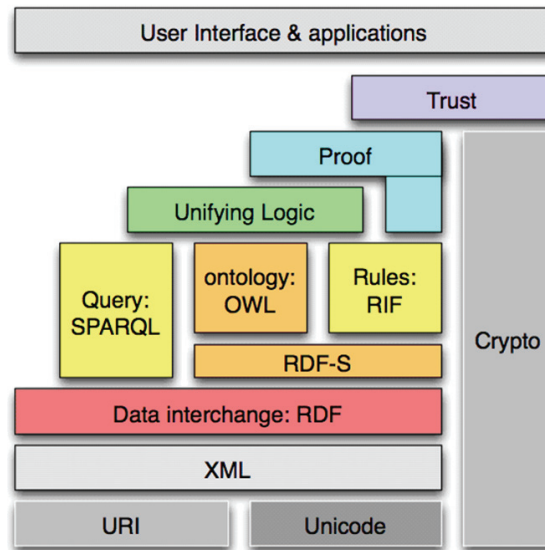 User Interface & applications
Trust
Proof
Unifying Logic
Query:
SPARQL
ontology:
OWL
Rules:
RIF
Crypto
RDF-S
Data interchange: RDF
XML
URI
Unicode